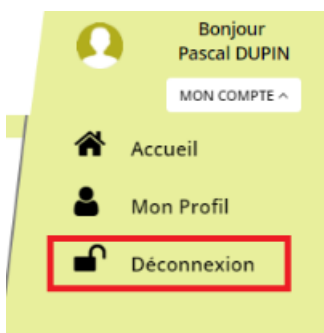 Bonjour
Pascal DUPIN
MON COMPTE ^
Accueil
Mon Profil
Déconnexion